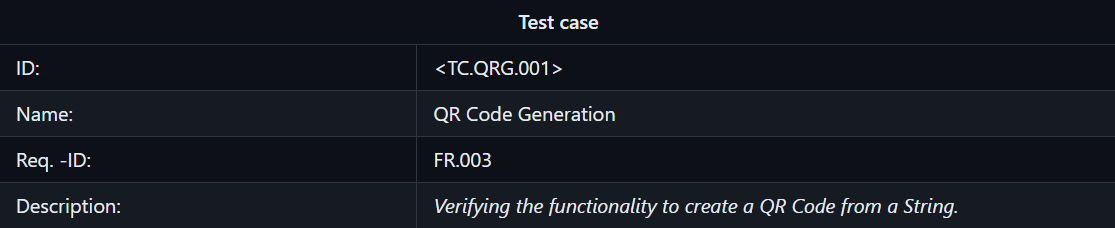 Test case
ID: <TC.QRG.001>
Name: QR Code Generation
Req. -ID: FR.003
Description: Verifying the functionality to create a QR Code from a String.